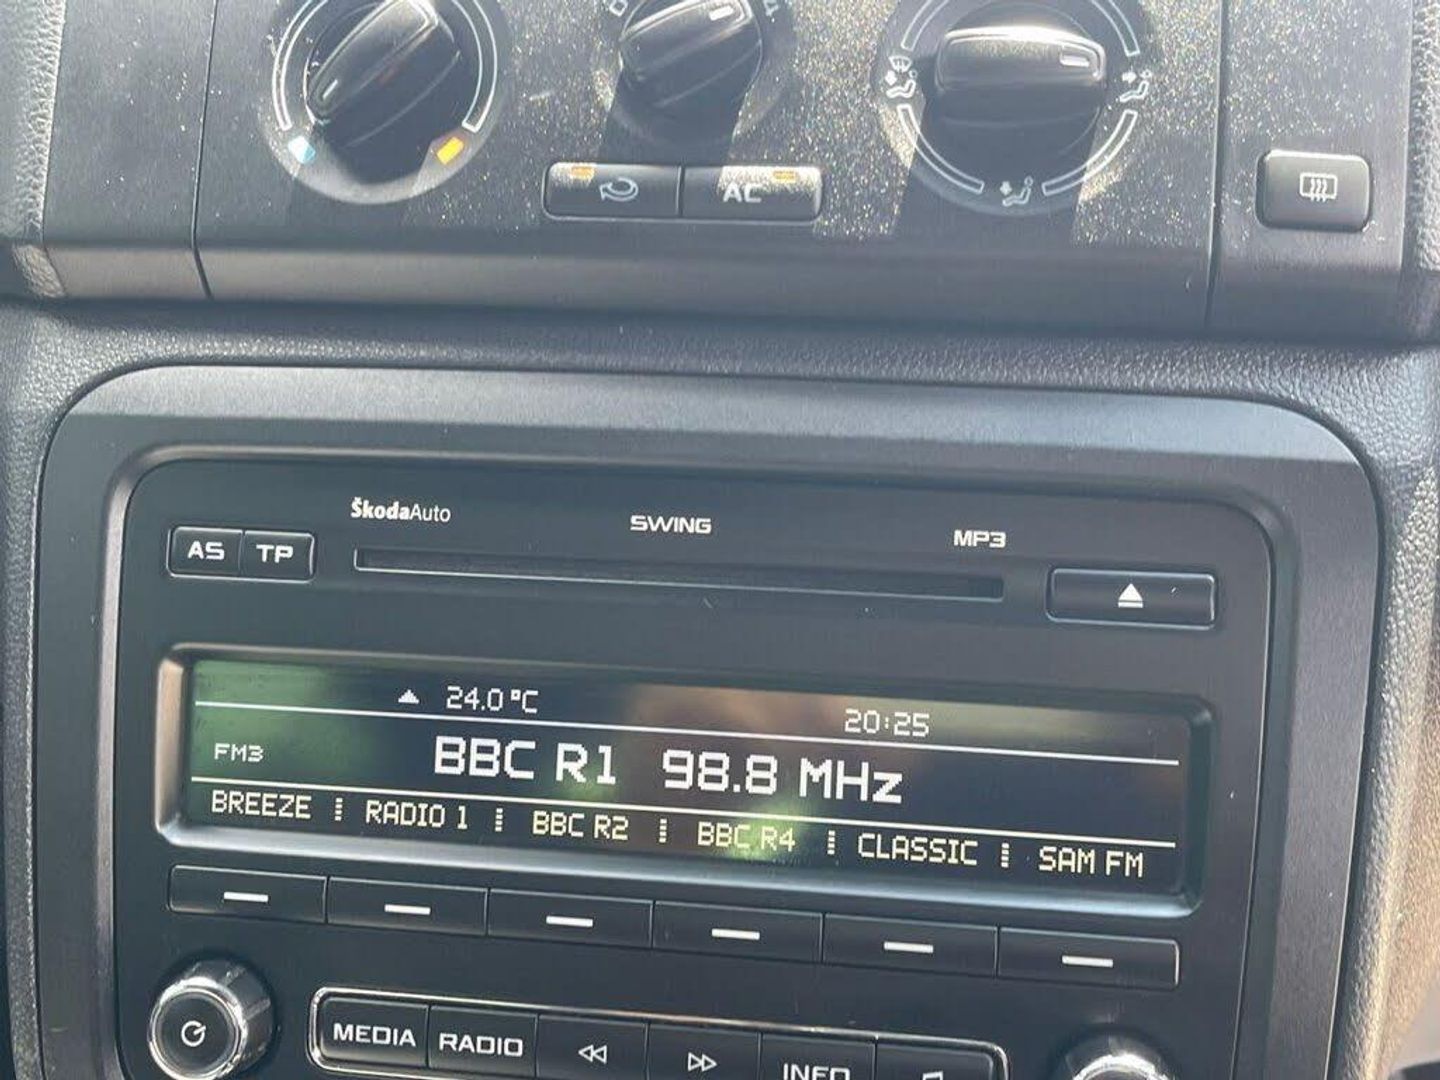 AC
ŠkodaAuto SWING MP3
AS TP
24.0 °C 20:25
FM3 BBC R1 98.8 MHz
BREEZE RADIO 1 BBC R2 BBC R4 CLASSIC SAM FM
MEDIA RADIO INFO